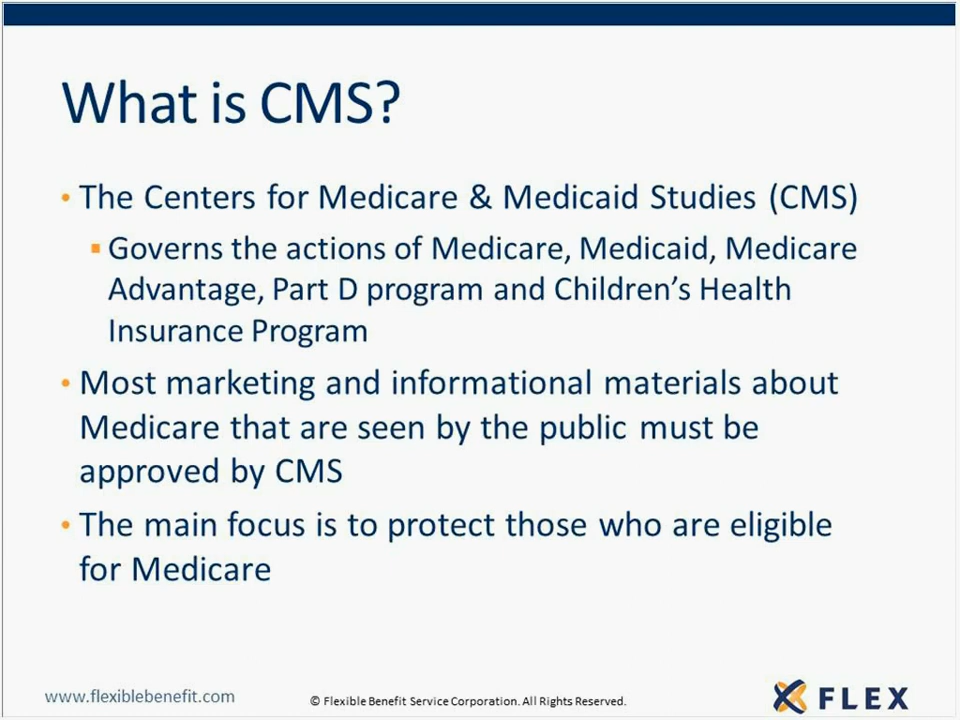 What is CMS?
• The Centers for Medicare & Medicaid Studies (CMS)
▪ Governs the actions of Medicare, Medicaid, Medicare
Advantage, Part D program and Children’s Health
Insurance Program
• Most marketing and informational materials about
Medicare that are seen by the public must be
approved by CMS
• The main focus is to protect those who are eligible
for Medicare
www.flexiblebenefit.com
© Flexible Benefit Service Corporation. All Rights Reserved.
FLEX